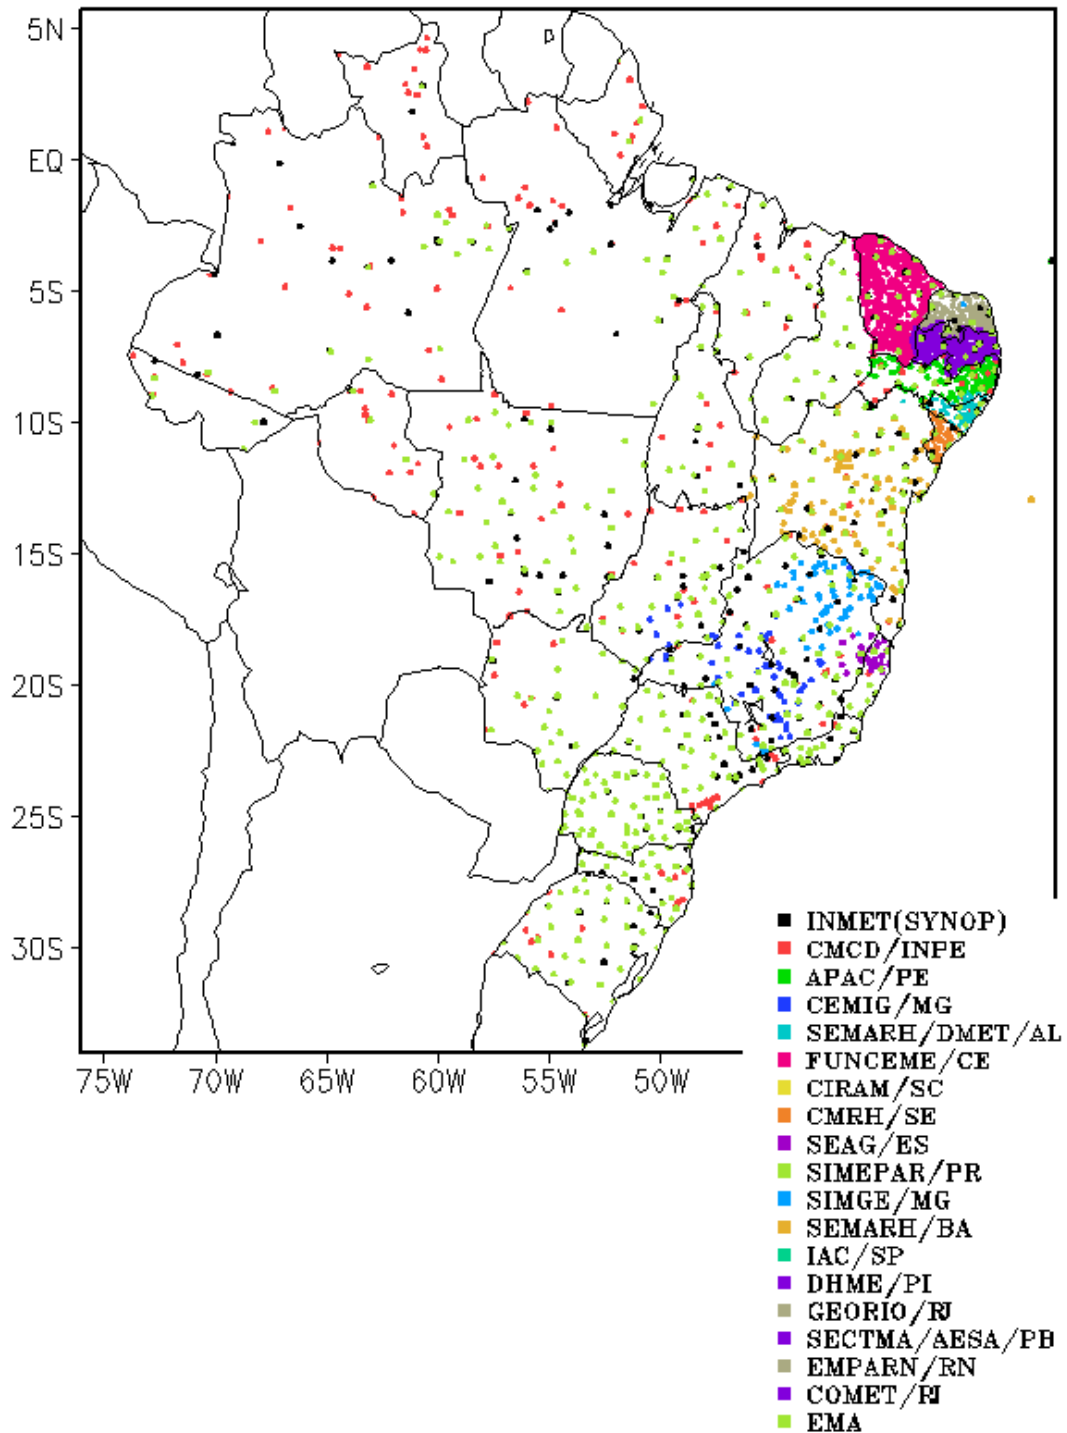 5N
EQ
5S
10S
15S
20S
25S
30S
75W 70W 65W 60W 55W 50W
INMET(SYNOP)
CMCD/INPE
APAC/PE
CEMIG/MG
SEMARH/DMET/AL
FUNCEME/CE
CIRAM/SC
CMRH/SE
SEAG/ES
SIMEPAR/PR
SIMGE/MG
SEMARH/BA
IAC/SP
DHME/PI
GEORIO/RJ
SECTMA/AESA/PB
EMPARN/RN
COMET/RJ
EMA